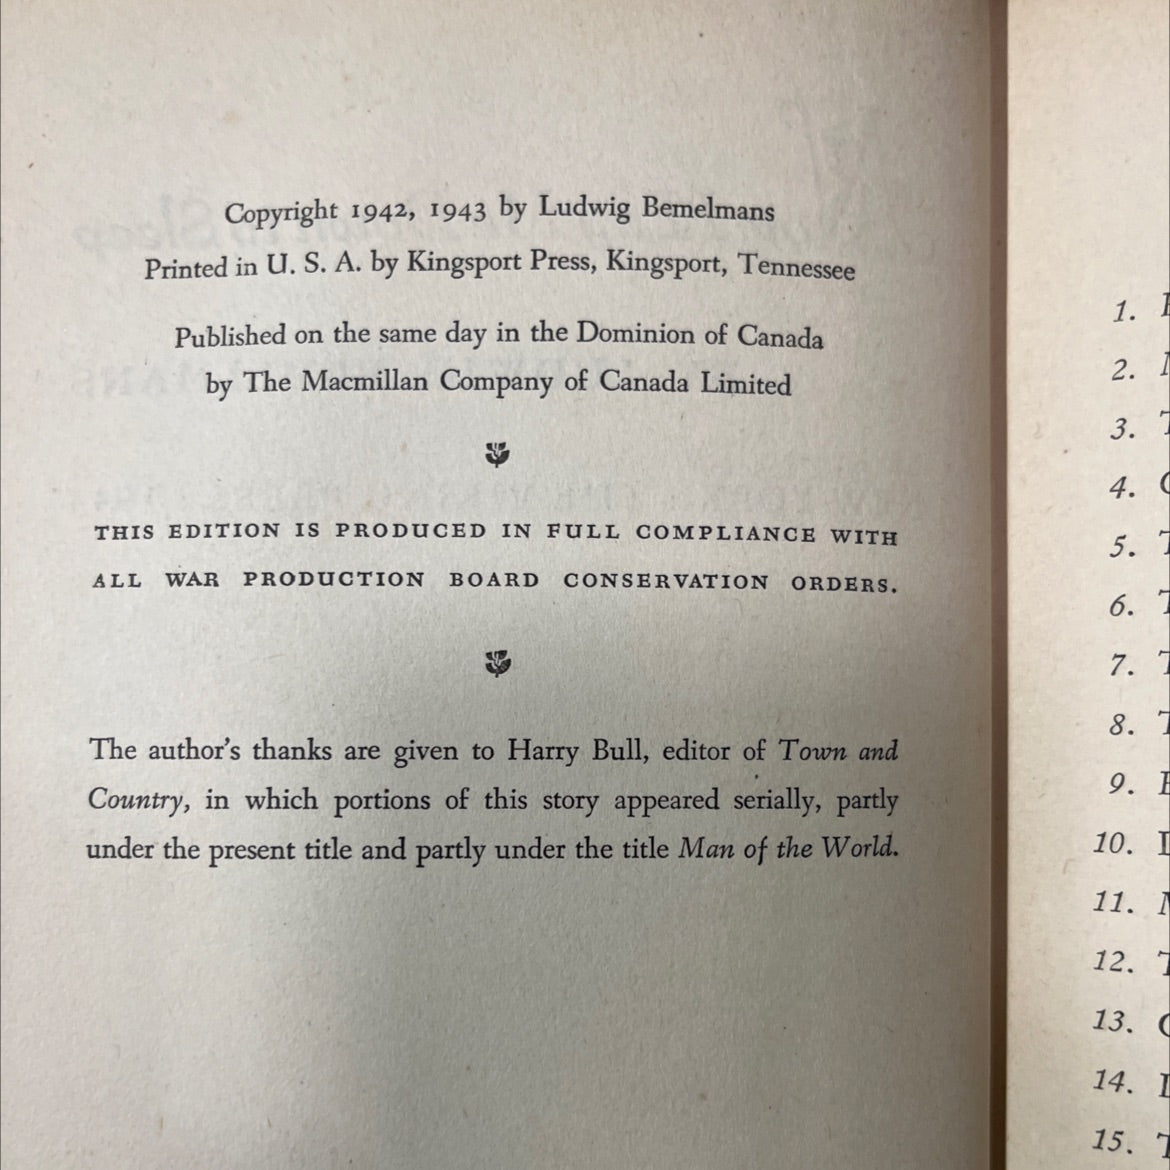 Copyright 1942, 1943 by Ludwig Bemelmans
Printed in U. S. A. by Kingsport Press, Kingsport, Tennessee
Published on the same day in the Dominion of Canada
by The Macmillan Company of Canada Limited
THIS EDITION IS PRODUCED IN FULL COMPLIANCE WITH
ALL WAR PRODUCTION BOARD CONSERVATION ORDERS.
The author's thanks are given to Harry Bull, editor of Town and
Country, in which portions of this story appeared serially, partly
under the present title and partly under the title Man of the World.
1.
2.
3.
4.
5.
6.
7.
8.
9.
10.
11.
12.
13.
14.
15.